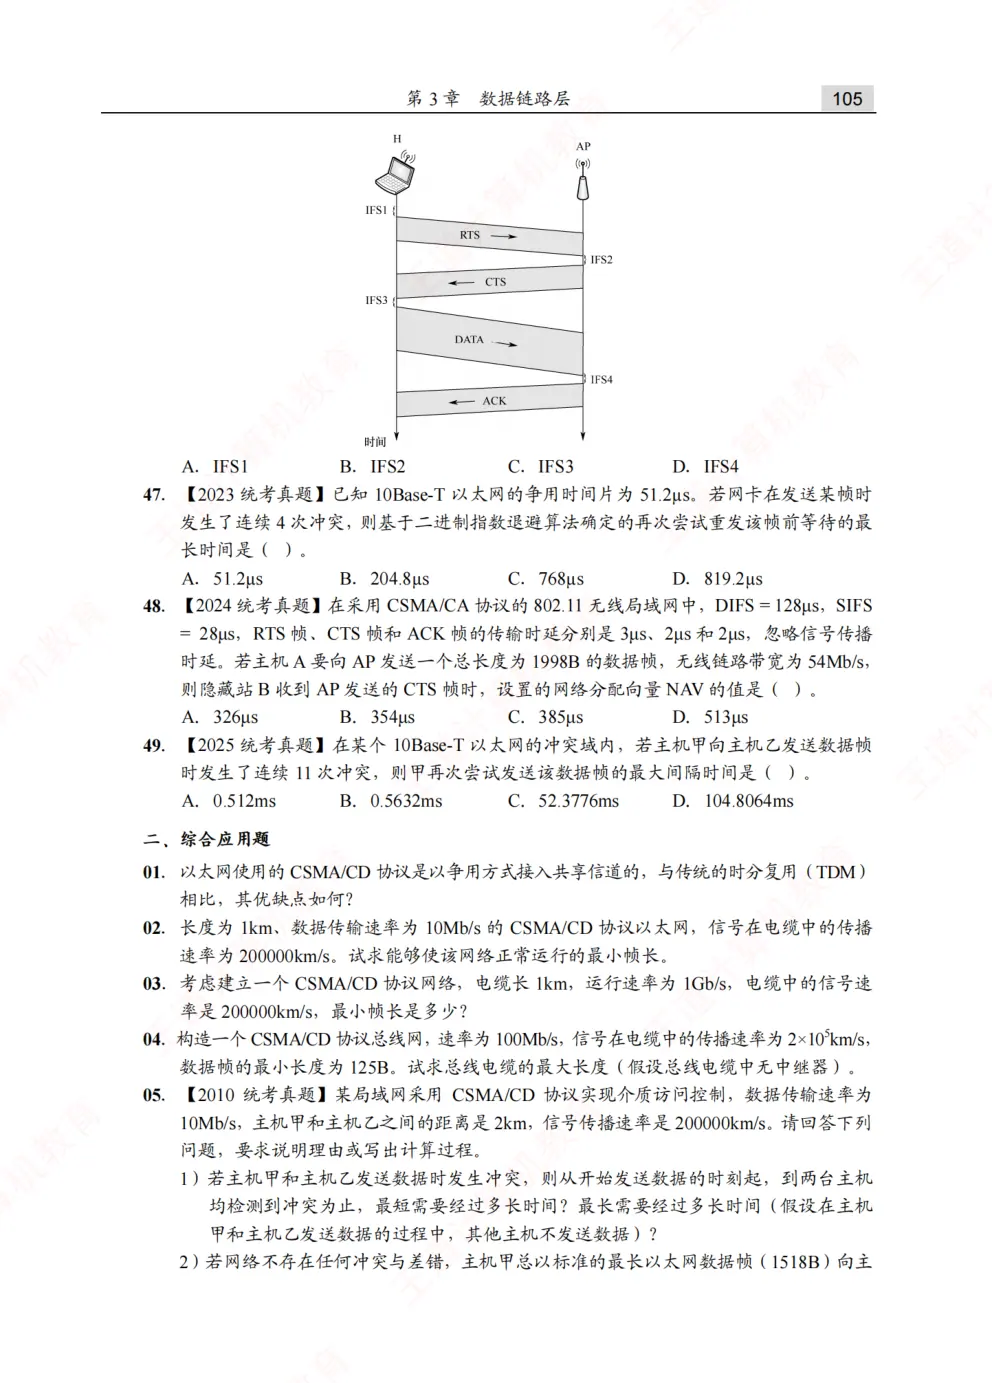 第 3 章 数据链路层
105
H
AP
IFS1
RTS
IFS2
CTS
IFS3
DATA
IFS4
ACK
时间
A. IFS1 B. IFS2 C. IFS3 D. IFS4
47. 【2023 统考真题】已知 10Base-T 以太网的争用时间片为 51.2μs。若网卡在发送某帧时
发生了连续 4 次冲突，则基于二进制指数退避算法确定的再次尝试重发该帧前等待的最
长时间是（ ）。
A. 51.2μs B. 204.8μs C. 768μs D. 819.2μs
48. 【2024 统考真题】在采用 CSMA/CA 协议的 802.11 无线局域网中，DIFS = 128μs，SIFS
= 28μs，RTS 帧、CTS 帧和 ACK 帧的传输时延分别是 3μs、2μs 和 2μs，忽略信号传播
时延。若主机 A 要向 AP 发送一个总长度为 1998B 的数据帧，无线链路带宽为 54Mb/s，
则隐藏站 B 收到 AP 发送的 CTS 帧时，设置的网络分配向量 NAV 的值是（ ）。
A. 326μs B. 354μs C. 385μs D. 513μs
49. 【2025 统考真题】在某个 10Base-T 以太网的冲突域内，若主机甲向主机乙发送数据帧
时发生了连续 11 次冲突，则甲再次尝试发送该数据帧的最大间隔时间是（ ）。
A. 0.512ms B. 0.5632ms C. 52.3776ms D. 104.8064ms
二、综合应用题
01. 以太网使用的 CSMA/CD 协议是以争用方式接入共享信道的，与传统的时分复用（TDM）
相比，其优缺点如何？
02. 长度为 1km、数据传输速率为 10Mb/s 的 CSMA/CD 协议以太网，信号在电缆中的传播
速率为 200000km/s。试求能够使该网络正常运行的最小帧长。
03. 考虑建立一个 CSMA/CD 协议网络，电缆长 1km，运行速率为 1Gb/s，电缆中的信号速
率是 200000km/s，最小帧长是多少？
04. 构造一个 CSMA/CD 协议总线网，速率为 100Mb/s，信号在电缆中的传播速率为 2×10⁵km/s，
数据帧的最小长度为 125B。试求总线电缆的最大长度（假设总线电缆中无中继器）。
05. 【2010 统考真题】某局域网采用 CSMA/CD 协议实现介质访问控制，数据传输速率为
10Mb/s，主机甲和主机乙之间的距离是 2km，信号传播速率是 200000km/s。请回答下列
问题，要求说明理由或写出计算过程。
1）若主机甲和主机乙发送数据时发生冲突，则从开始发送数据的时刻起，到两台主机
均检测到冲突为止，最短需要经过多长时间？最长需要经过多长时间（假设在主机
甲和主机乙发送数据的过程中，其他主机不发送数据）？
2）若网络不存在任何冲突与差错，主机甲总以标准的最长以太网数据帧（1518B）向主